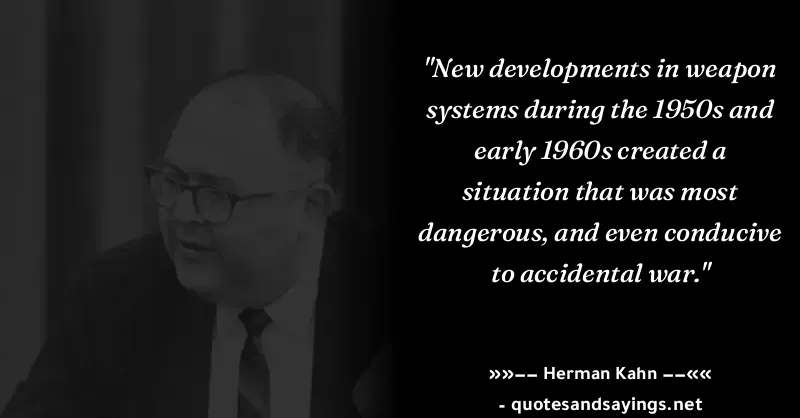 "New developments in weapon
systems during the 1950s and
early 1960s created a
situation that was most
dangerous, and even conducive
to accidental war."
»»−− Herman Kahn −−««
- quotesandsayings.net